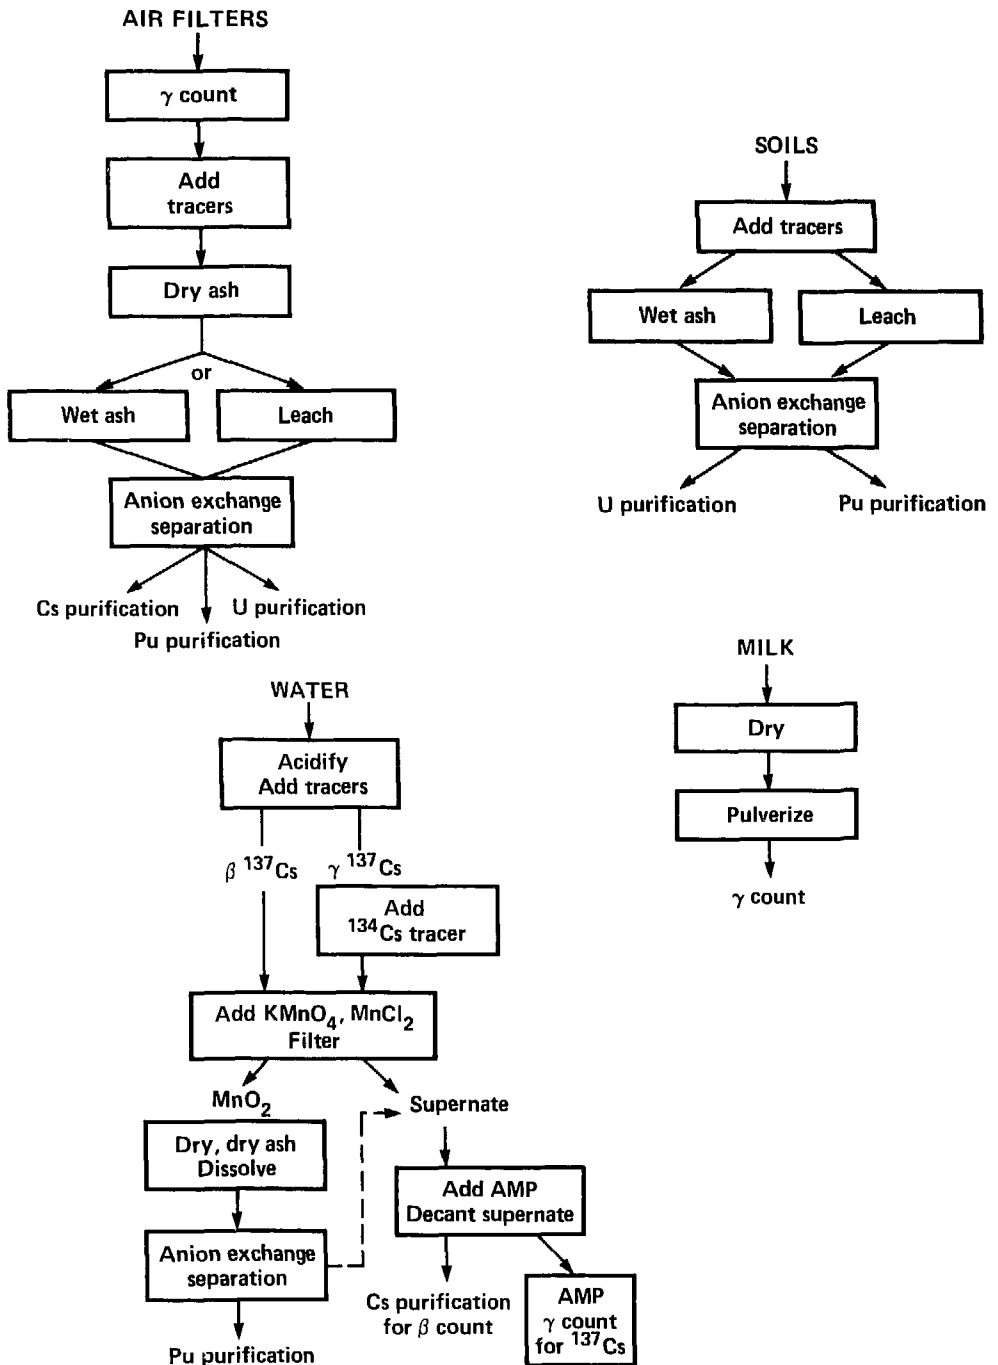 AIR FILTERS
γ count
Add
tracers
Dry ash
or
Wet ash
Leach
Anion exchange
separation
Cs purification
U purification
Pu purification
SOILS
Add tracers
Wet ash
Leach
Anion exchange
separation
U purification
Pu purification
WATER
Acidify
Add tracers
β ¹³⁷Cs
γ ¹³⁷Cs
Add
¹³⁴Cs tracer
Add KMnO₄, MnCl₂
Filter
MnO₂
Supernate
Dry, dry ash
Dissolve
Add AMP
Decant supernate
Anion exchange
separation
Cs purification
for β count
AMP
γ count
for ¹³⁷Cs
Pu purification
MILK
Dry
Pulverize
γ count